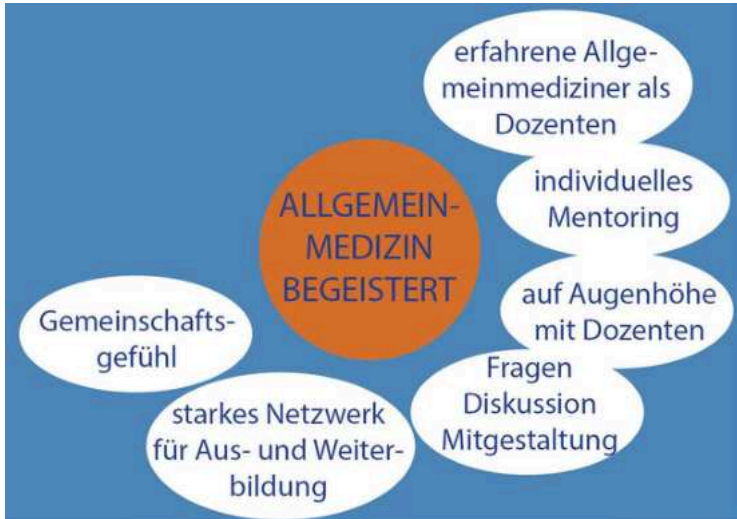 erfahrene Allge-
meinmediziner als
Dozenten
individuelles
Mentoring
ALLGEMEIN-
MEDIZIN
BEGEISTERT
auf Augenhöhe
mit Dozenten
Gemeinschafts-
gefühl
Fragen
Diskussion
Mitgestaltung
starkes Netzwerk
für Aus- und Weiter-
bildung